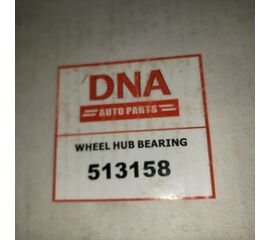 DNA
AUTO PARTS
WHEEL HUB BEARING
513158